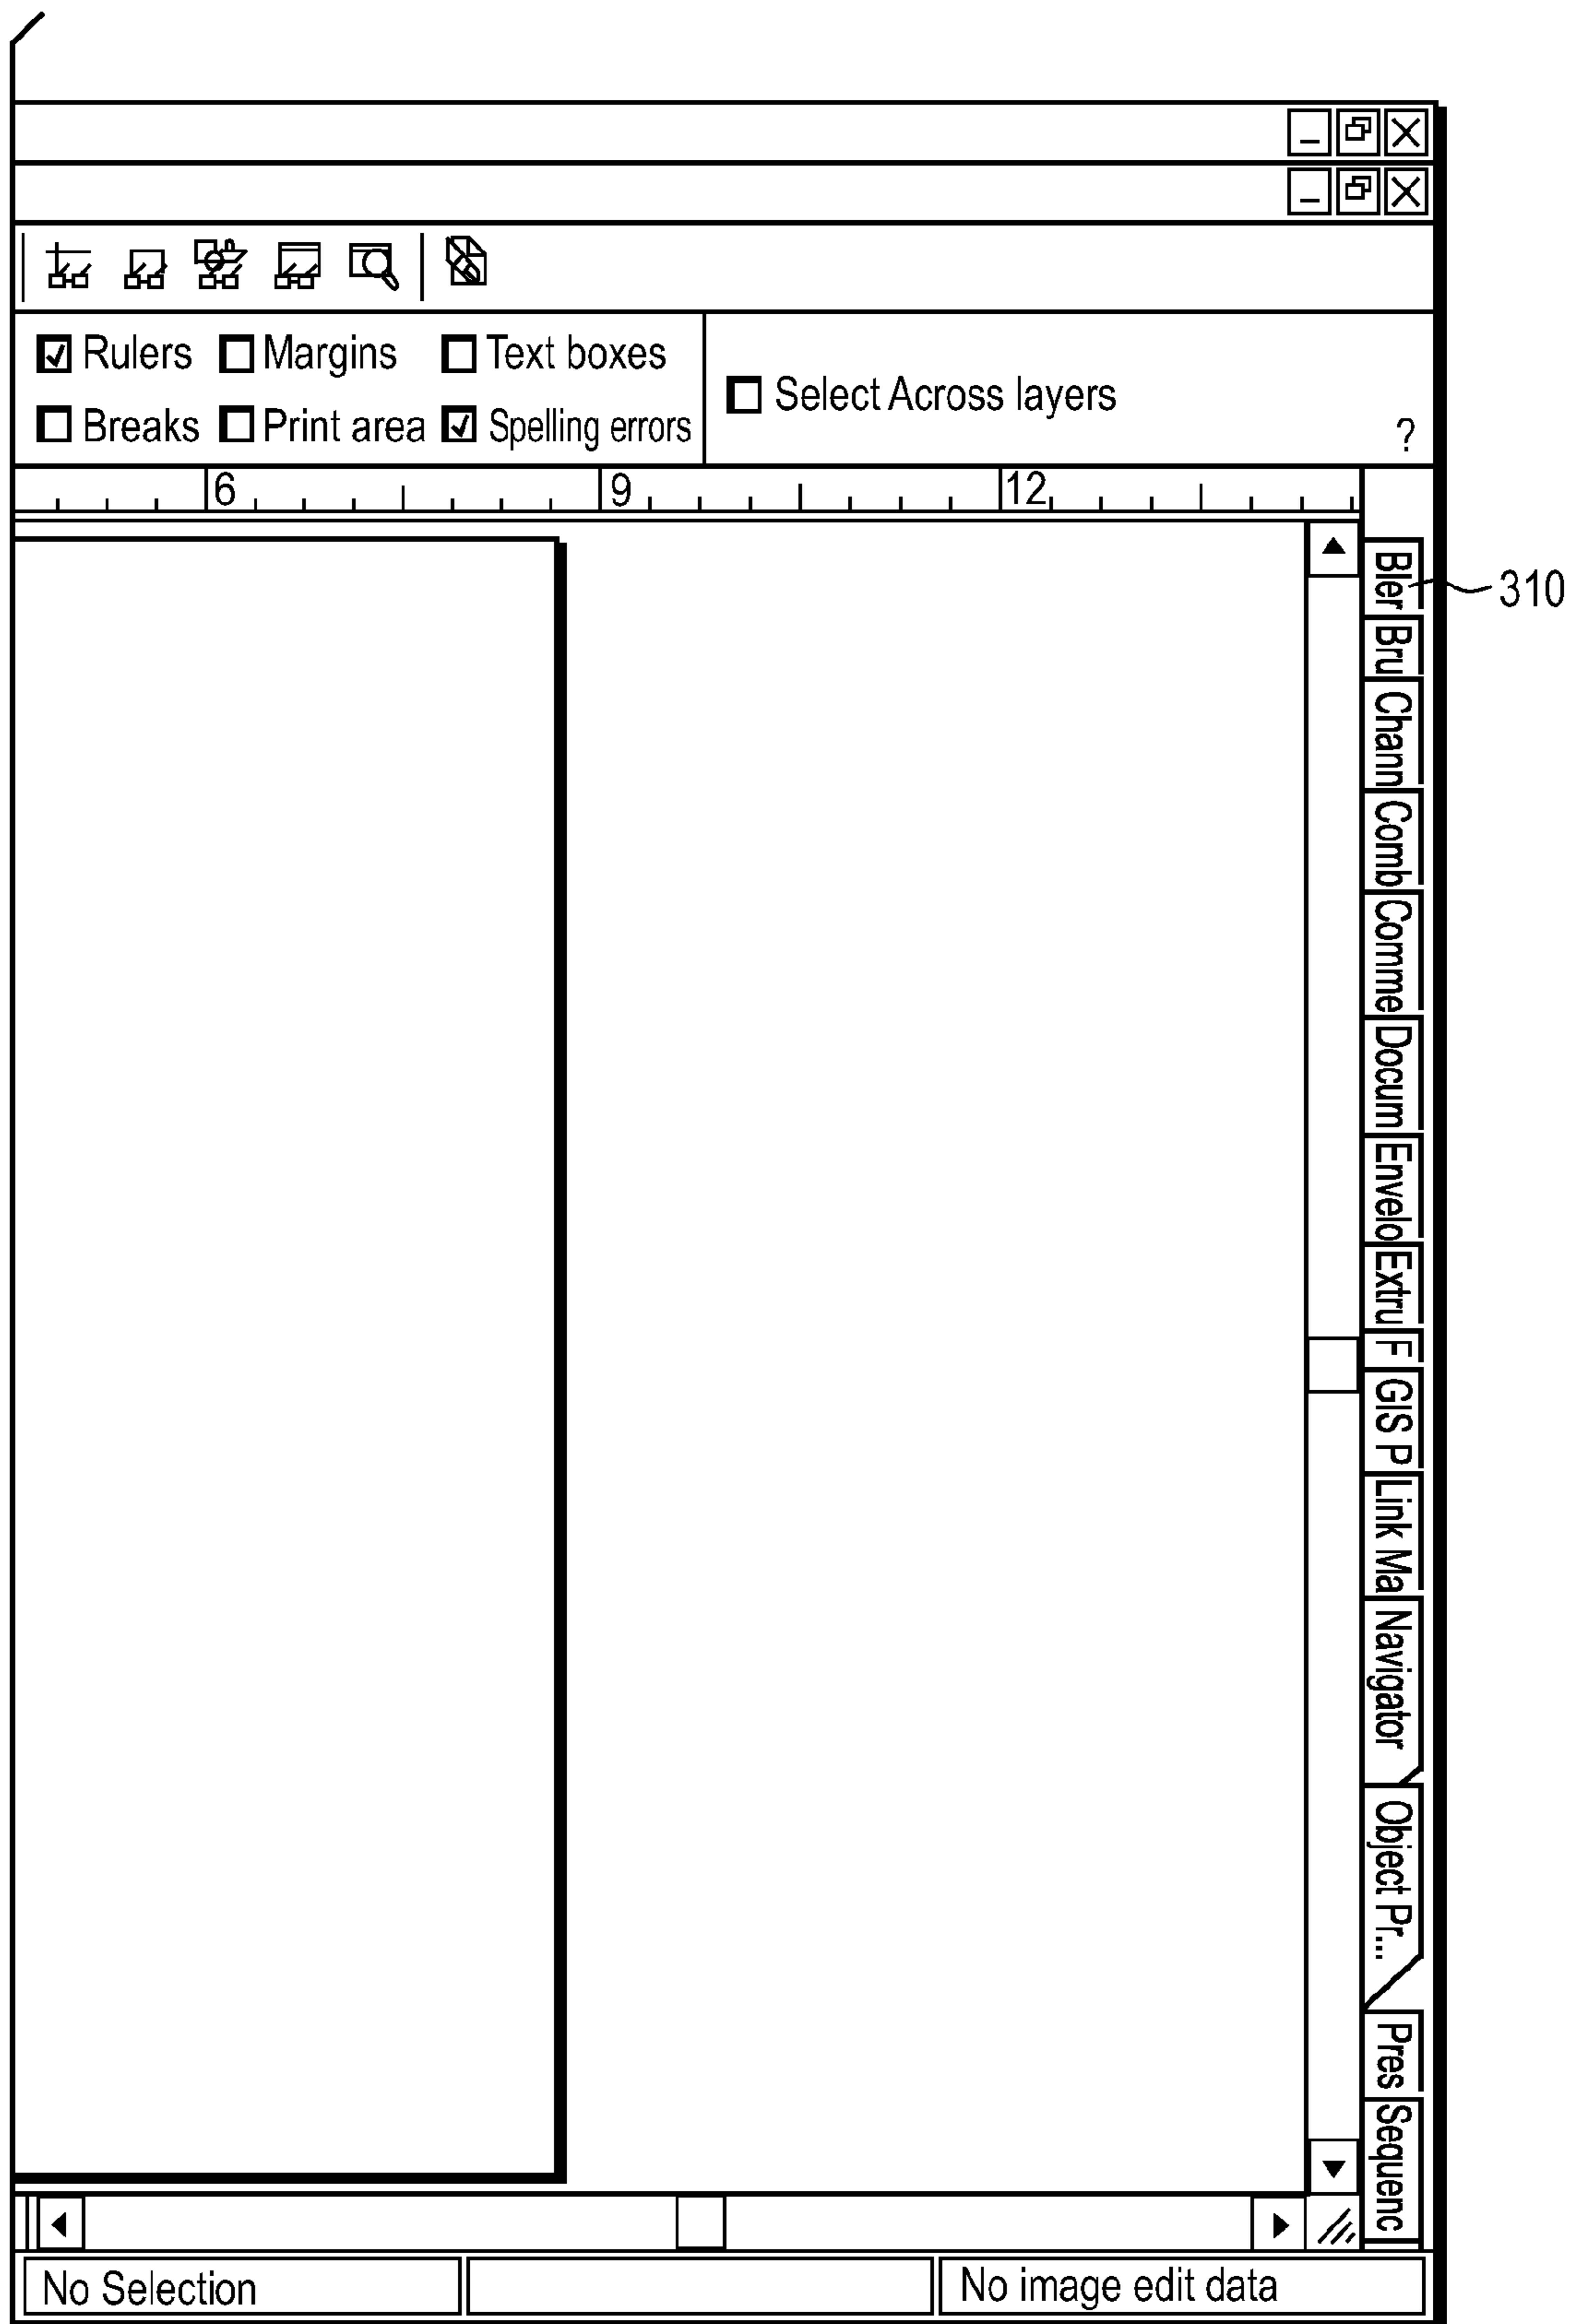 Rulers Margins Text boxes
Breaks Print area Spelling errors
Select Across layers
?
6 9 12
Bler
310
Bru
Chann
Comb
Comme
Docum
Envelo
Extru
F
GIS P
Link Ma
Navigator
Object Pr...
Pres
Sequenc
No Selection
No image edit data